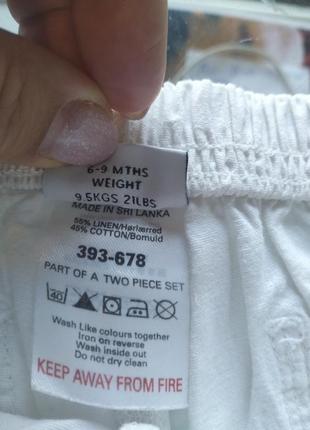 6-9 MTHS
WEIGHT
9.5KGS 21LBS
MADE IN SRI LANKA
55% LINEN/Hørlærred
45% COTTON/Bomuld
393-678
PART OF A TWO PIECE SET
40
Wash Like colours together
Iron on reverse
Wash inside out
Do not dry clean
KEEP AWAY FROM FIRE